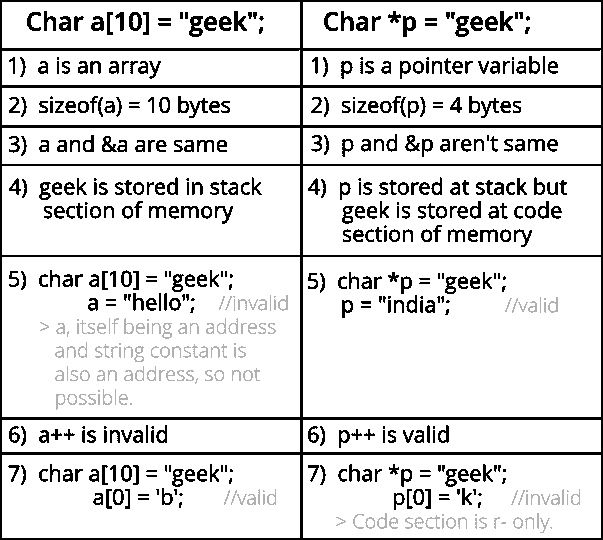 Char a[10] = "geek";
Char *p = "geek";
1) a is an array
1) p is a pointer variable
2) sizeof(a) = 10 bytes
2) sizeof(p) = 4 bytes
3) a and &a are same
3) p and &p aren't same
4) geek is stored in stack
section of memory
4) p is stored at stack but
geek is stored at code
section of memory
5) char a[10] = "geek";
a = "hello"; //invalid
> a, itself being an address
and string constant is
also an address, so not
possible.
5) char *p = "geek";
p = "india"; //valid
6) a++ is invalid
6) p++ is valid
7) char a[10] = "geek";
a[0] = 'b'; //valid
7) char *p = "geek";
p[0] = 'k'; //invalid
> Code section is r- only.